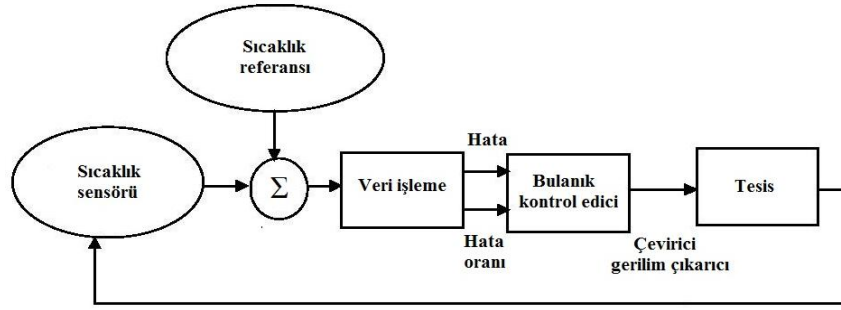 Sıcaklık
referansı
Sıcaklık
sensörü
Σ
Veri işleme
Hata
Hata
oranı
Bulanık
kontrol edici
Çevirici
gerilim çıkarıcı
Tesis